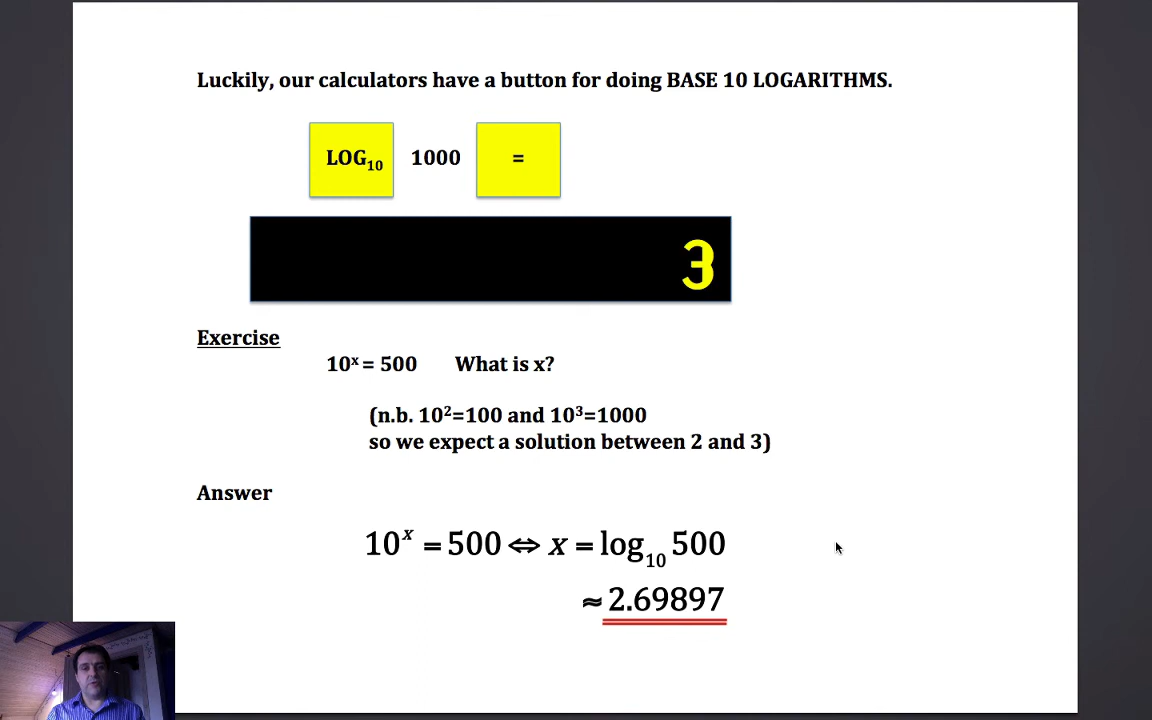 Luckily, our calculators have a button for doing BASE 10 LOGARITHMS.
LOG₁₀ 1000 =
3
Exercise
10ˣ = 500 What is x?
(n.b. 10²=100 and 10³=1000
so we expect a solution between 2 and 3)
Answer
10ˣ = 500 ⇔ x = log₁₀ 500
≈ 2.69897